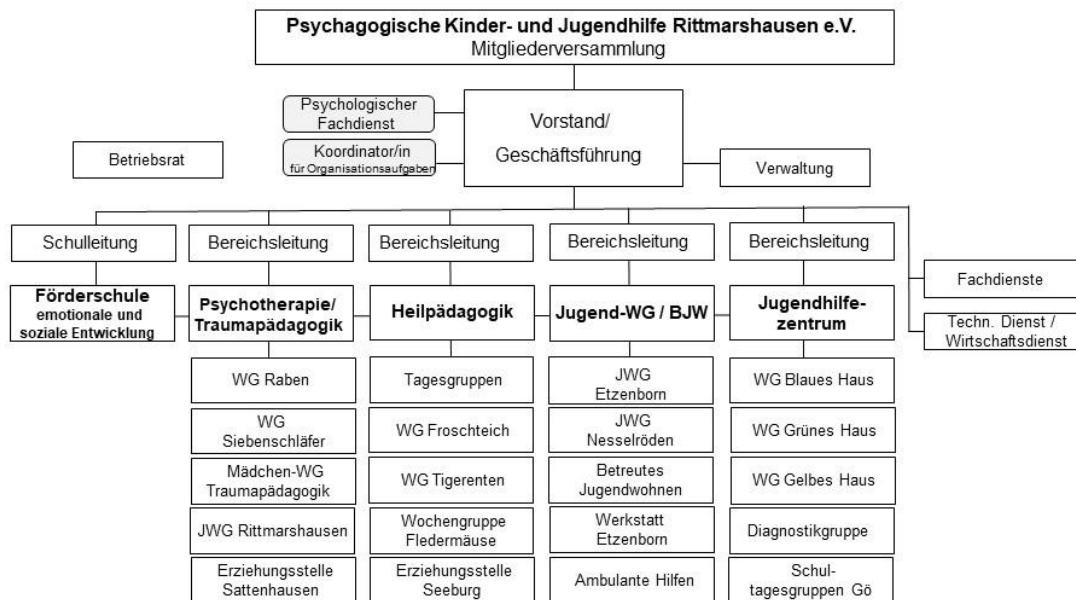 Psychagogische Kinder- und Jugendhilfe Rittmarshausen e.V.
Mitgliederversammlung
Psychologischer
Fachdienst
Koordinator/in
für Organisationsaufgaben
Vorstand/
Geschäftsführung
Betriebsrat
Verwaltung
Schulleitung
Bereichsleitung
Bereichsleitung
Bereichsleitung
Bereichsleitung
Fachdienste
Techn. Dienst /
Wirtschaftsdienst
Förderschule
emotionale und
soziale Entwicklung
Psychotherapie/
Traumapädagogik
Heilpädagogik
Jugend-WG / BJW
Jugendhilfe-
zentrum
WG Raben
WG
Siebenschläfer
Mädchen-WG
Traumapädagogik
JWG Rittmarshausen
Erziehungsstelle
Sattenhausen
Tagesgruppen
WG Froschteich
WG Tigerenten
Wochengruppe
Fledermäuse
Erziehungsstelle
Seeburg
JWG
Etzenborn
JWG
Nesselröden
Betreutes
Jugendwohnen
Werkstatt
Etzenborn
Ambulante Hilfen
WG Blaues Haus
WG Grünes Haus
WG Gelbes Haus
Diagnostikgruppe
Schul-
tagesgruppen Gö